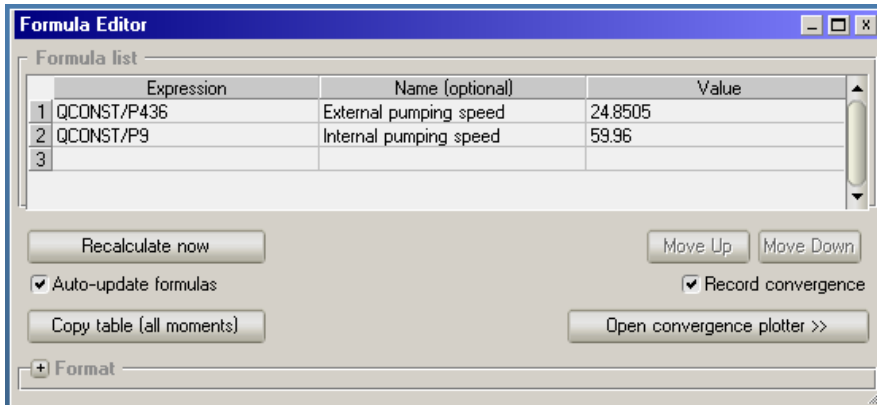 Formula Editor
Formula list
Expression Name (optional) Value
1 QCONST/P436 External pumping speed 24.8505
2 QCONST/P9 Internal pumping speed 59.96
3
Recalculate now Move Up Move Down
Auto-update formulas Record convergence
Copy table (all moments) Open convergence plotter >>
+ Format